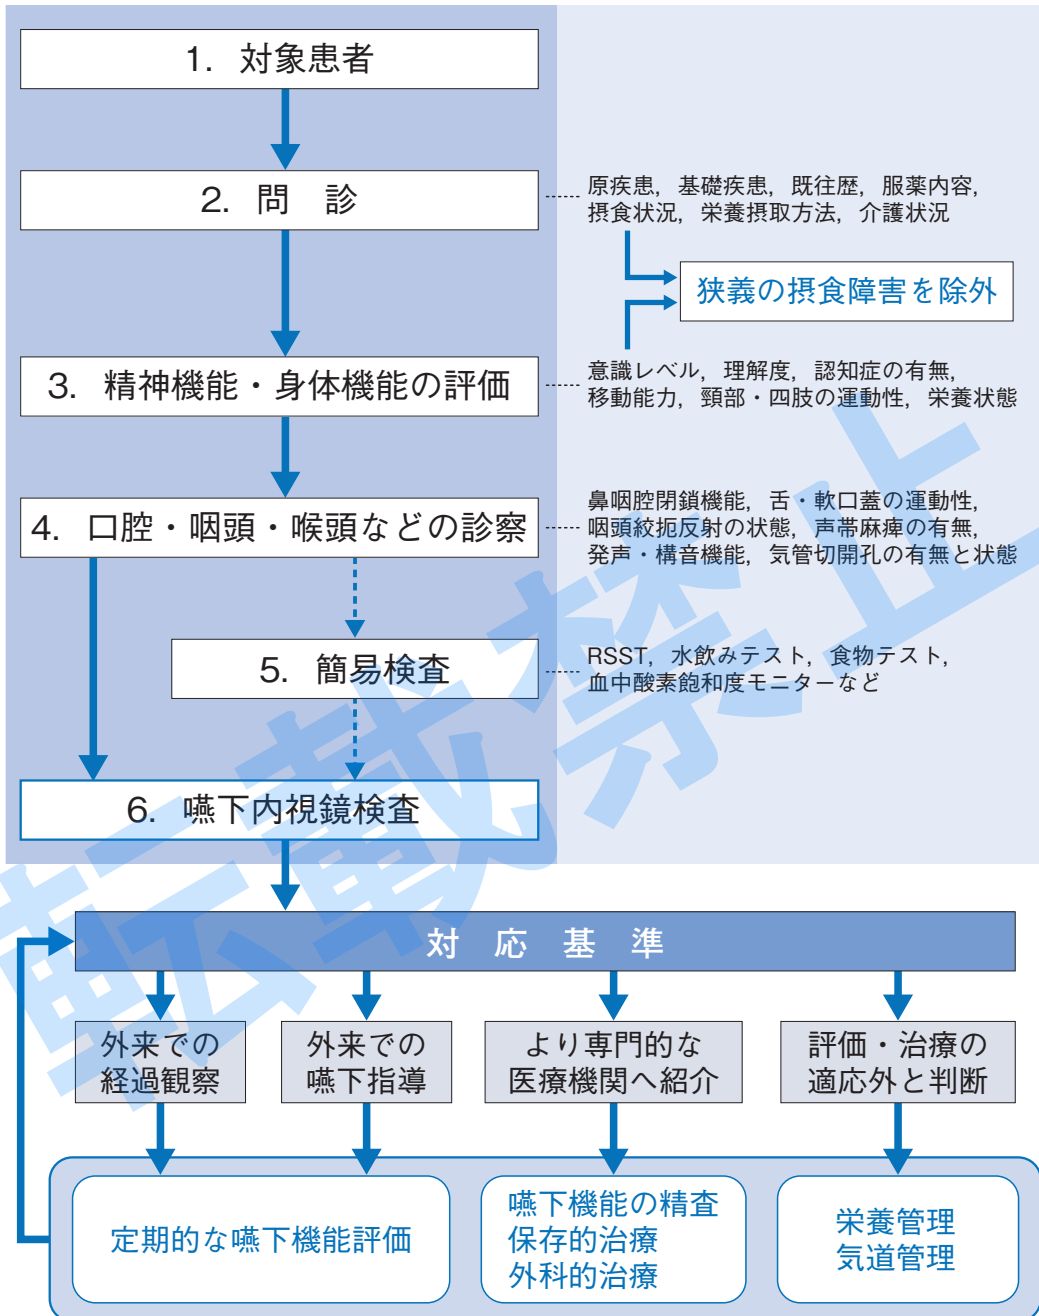 1. 対象患者
2. 問 診
原疾患, 基礎疾患, 既往歴, 服薬内容,
摂食状況, 栄養摂取方法, 介護状況
狭義の摂食障害を除外
3. 精神機能・身体機能の評価
意識レベル, 理解度, 認知症の有無,
移動能力, 頸部・四肢の運動性, 栄養状態
4. 口腔・咽頭・喉頭などの診察
鼻咽腔閉鎖機能, 舌・軟口蓋の運動性,
咽頭絞扼反射の状態, 声帯麻痺の有無,
発声・構音機能, 気管切開孔の有無と状態
5. 簡易検査
RSST, 水飲みテスト, 食物テスト,
血中酸素飽和度モニターなど
6. 嚥下内視鏡検査
対 応 基 準
外来での
経過観察
外来での
嚥下指導
より専門的な
医療機関へ紹介
評価・治療の
適応外と判断
定期的な嚥下機能評価
嚥下機能の精査
保存的治療
外科的治療
栄養管理
気道管理
転載禁止